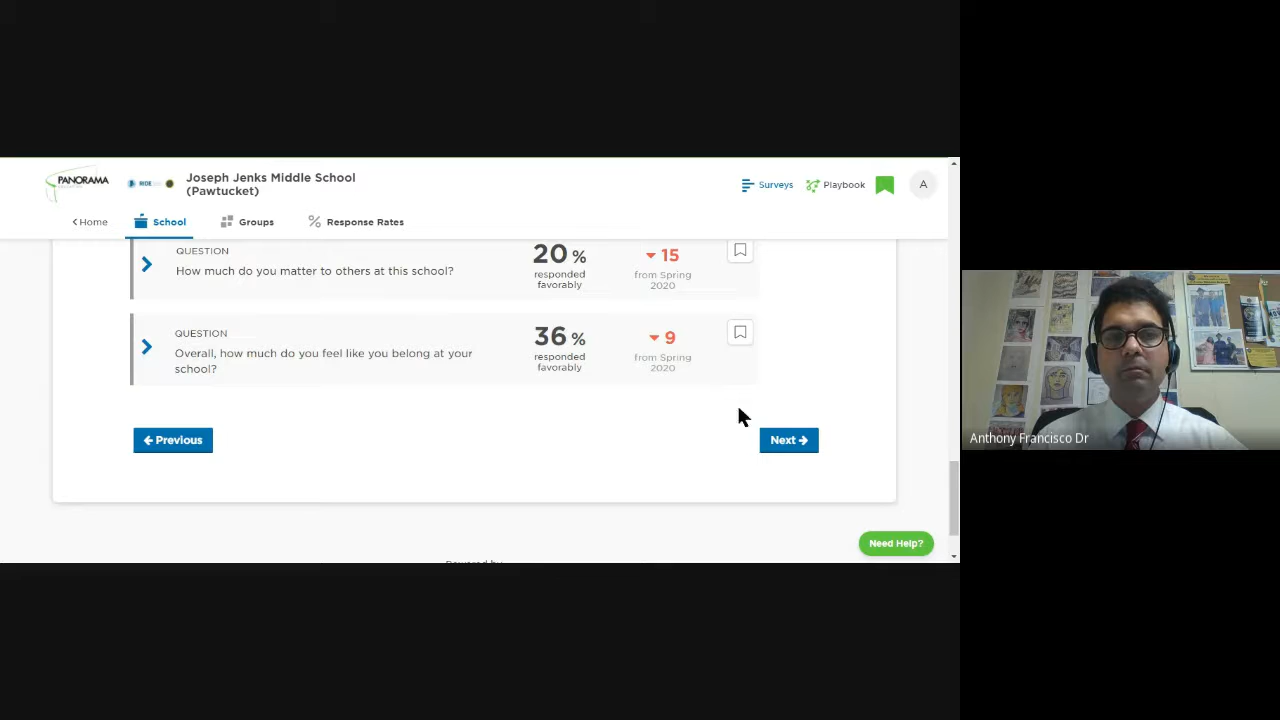 PANORAMA
RIDE
Joseph Jenks Middle School
(Pawtucket)
Surveys
Playbook
A
Home
School
Groups
Response Rates
QUESTION
How much do you matter to others at this school?
20 %
responded
favorably
15
from Spring
2020
QUESTION
Overall, how much do you feel like you belong at your
school?
36 %
responded
favorably
9
from Spring
2020
Previous
Next
Need Help?
Powered by
Anthony Francisco Dr